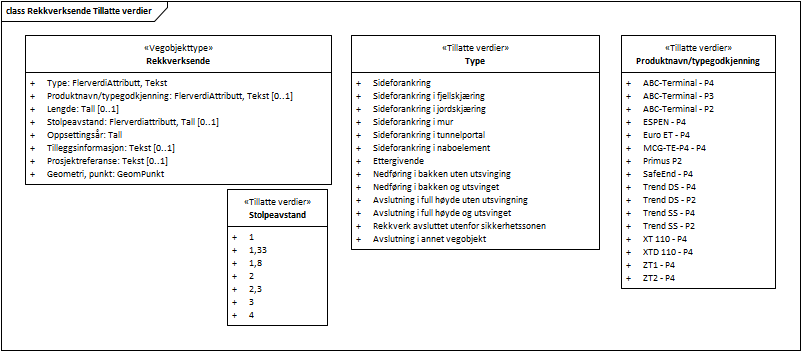 class Rekkverksende Tillatte verdier
«Vegobjekttype»
Rekkverksende
+ Type: FlerverdiAttributt, Tekst
+ Produktnavn/typegodkjenning: FlerverdiAttributt, Tekst [0..1]
+ Lengde: Tall [0..1]
+ Stolpeavstand: Flerverdiattributt, Tall [0..1]
+ Oppsettingsår: Tall
+ Tilleggsinformasjon: Tekst [0..1]
+ Prosjektreferanse: Tekst [0..1]
+ Geometri, punkt: GeomPunkt
«Tillatte verdier»
Stolpeavstand
+ 1
+ 1,33
+ 1,8
+ 2
+ 2,3
+ 3
+ 4
«Tillatte verdier»
Type
+ Sideforankring
+ Sideforankring i fjellskjæring
+ Sideforankring i jordskjæring
+ Sideforankring i mur
+ Sideforankring i tunnelportal
+ Sideforankring i naboelement
+ Ettergivende
+ Nedføring i bakken uten utsvinging
+ Nedføring i bakken og utsvinget
+ Avslutning i full høyde uten utsvingning
+ Avslutning i full høyde og utsvinget
+ Rekkverk avsluttet utenfor sikkerhetssonen
+ Avslutning i annet vegobjekt
«Tillatte verdier»
Produktnavn/typegodkjenning
+ ABC-Terminal - P4
+ ABC-Terminal - P3
+ ABC-Terminal - P2
+ ESPEN - P4
+ Euro ET - P4
+ MCG-TE-P4 - P4
+ Primus P2
+ SafeEnd - P4
+ Trend DS - P4
+ Trend DS - P2
+ Trend SS - P4
+ Trend SS - P2
+ XT 110 - P4
+ XTD 110 - P4
+ ZT1 - P4
+ ZT2 - P4